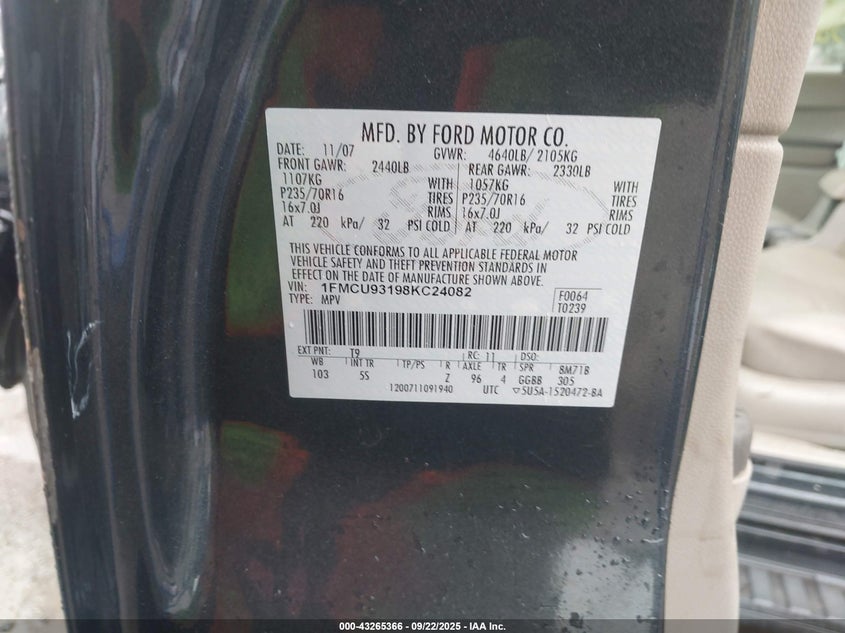 MFD. BY FORD MOTOR CO.
DATE: 11/07 GVWR: 4640LB/ 2105KG
FRONT GAWR: 2440LB REAR GAWR: 2330LB
1107KG WITH 1057KG WITH
P235/70R16 TIRES P235/70R16 TIRES
16x7.0J RIMS 16x7.0J RIMS
AT 220 kPa/ 32 PSI COLD AT 220 kPa/ 32 PSI COLD
THIS VEHICLE CONFORMS TO ALL APPLICABLE FEDERAL MOTOR
VEHICLE SAFETY AND THEFT PREVENTION STANDARDS IN
EFFECT ON THE DATE OF MANUFACTURE SHOWN ABOVE.
VIN: 1FMCU93198KC24082 F0064
TYPE: MPV T0239
EXT PNT: T9 RC: 11 DSO:
WB INT TR TP/PS R AXLE TR SPR 8M71B
103 5S Z 96 4 GGBB 305
1200711091940 UTC ▽5U5A-1520472-BA
000-43265366 - 09/22/2025 - IAA Inc.